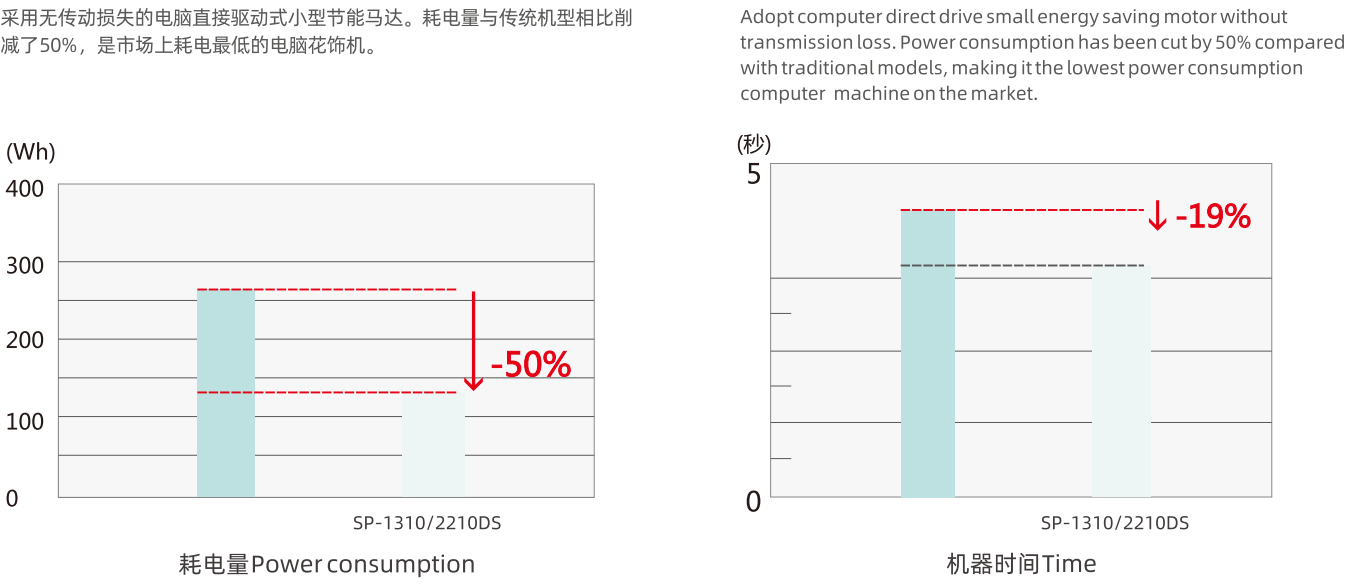 采用无传动损失的电脑直接驱动式小型节能马达。耗电量与传统机型相比削
减了50%，是市场上耗电最低的电脑花饰机。
Adopt computer direct drive small energy saving motor without
transmission loss. Power consumption has been cut by 50% compared
with traditional models, making it the lowest power consumption
computer machine on the market.
(Wh)
400
300
200
100
0
-50%
SP-1310/2210DS
耗电量Power consumption
(秒)
5
0
-19%
SP-1310/2210DS
机器时间Time